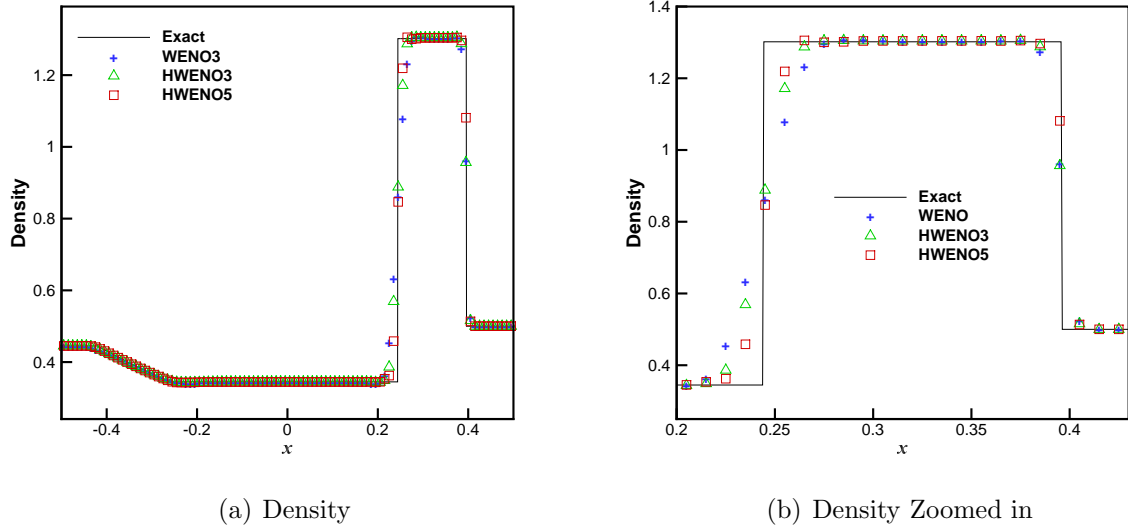 Exact
WENO3
HWENO3
HWENO5
Density
1.2
1
0.8
0.6
0.4
-0.4
-0.2
0
0.2
0.4
x
(a) Density
Exact
WENO
HWENO3
HWENO5
Density
1.4
1.2
1
0.8
0.6
0.4
0.2
0.25
0.3
0.35
0.4
x
(b) Density Zoomed in